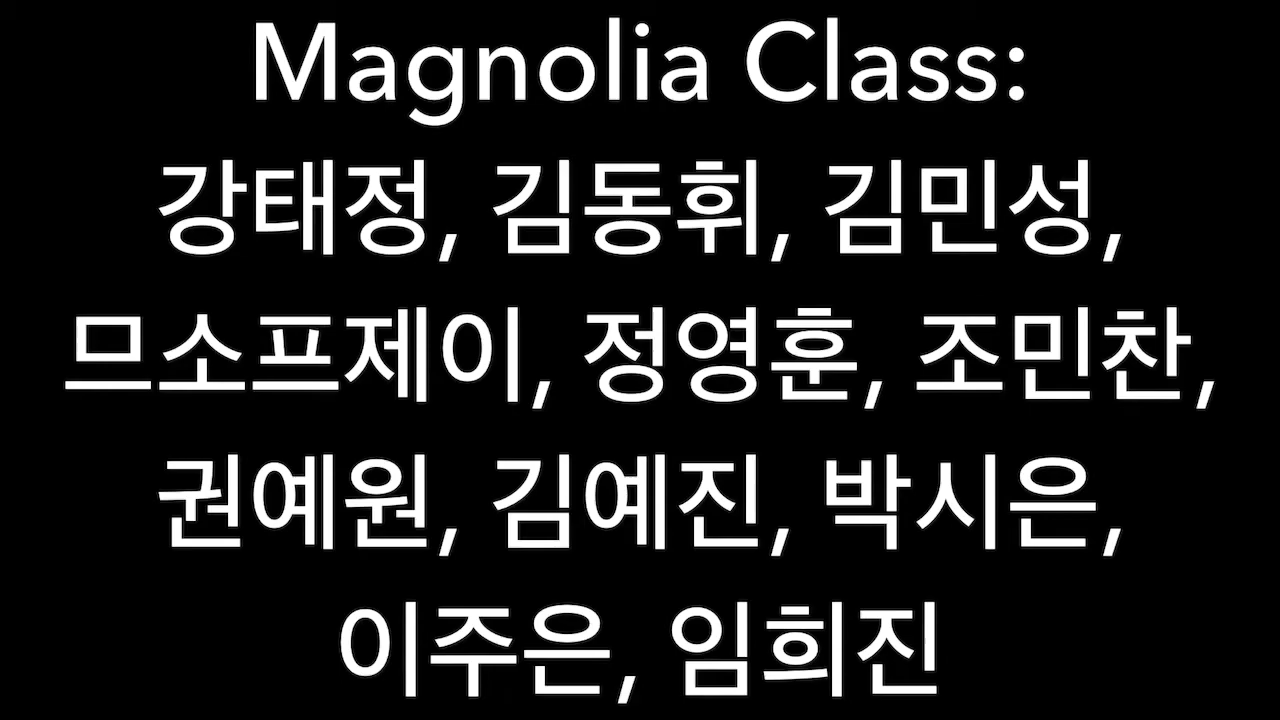 Magnolia Class:
강태정, 김동휘, 김민성,
므소프제이, 정영훈, 조민찬,
권예원, 김예진, 박시은,
이주은, 임희진